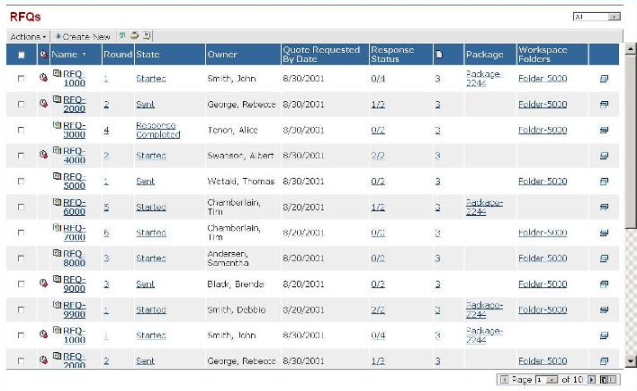 RFQs
All
Actions Create New
Name Round State Owner Quote Requested By Date Response Status Package Workspace Folders
RFQ-1000 1 Started Smith, John 8/30/2001 0/4 3 Package-2244 Folder-5000
RFQ-2000 2 Sent George, Rebecca 8/30/2001 1/2 3 Folder-5000
RFQ-3000 4 Response Completed Tenon, Alice 8/30/2001 0/2 3 Folder-5000
RFQ-4000 2 Started Swanson, Albert 8/30/2001 2/2 3
RFQ-5000 1 Sent Wataki, Thomas 8/30/2001 0/2 3 Folder-5000
RFQ-6000 5 Started Chamberlain, Tim 8/20/2001 1/2 3 Package-2244
RFQ-7000 6 Started Chamberlain, Tim 8/20/2001 0/0 3 Folder-5000
RFQ-8000 3 Started Andersen, Samantha 8/20/2001 0/0 3 Folder-5000
RFQ-9000 3 Sent Black, Brenda 8/20/2001 0/2 3 Folder-5000
RFQ-9900 1 Started Smith, Debbie 8/20/2001 2/2 3 Package-2244 Folder-5000
RFQ-1000 1 Started Smith, John 8/30/2001 0/4 3 Package-2244
RFQ-2000 2 Sent George, Rebecca 8/30/2001 1/2 3 Folder-5000
Page 1 of 10